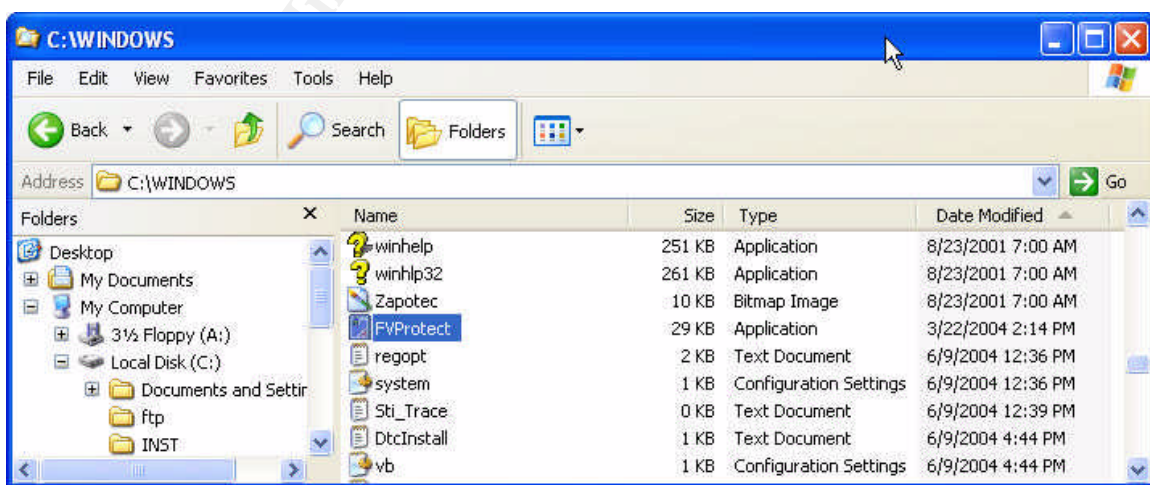 C:\WINDOWS
File Edit View Favorites Tools Help
Back Search Folders
Address C:\WINDOWS Go
Folders X Name Size Type Date Modified
Desktop winhelp 251 KB Application 8/23/2001 7:00 AM
My Documents winhlp32 261 KB Application 8/23/2001 7:00 AM
My Computer Zapotec 10 KB Bitmap Image 8/23/2001 7:00 AM
3½ Floppy (A:) FVProtect 29 KB Application 3/22/2004 2:14 PM
Local Disk (C:) regopt 2 KB Text Document 6/9/2004 12:36 PM
Documents and Settir system 1 KB Configuration Settings 6/9/2004 12:36 PM
ftp Sti_Trace 0 KB Text Document 6/9/2004 12:39 PM
INST DtcInstall 1 KB Text Document 6/9/2004 4:44 PM
vb 1 KB Configuration Settings 6/9/2004 4:44 PM